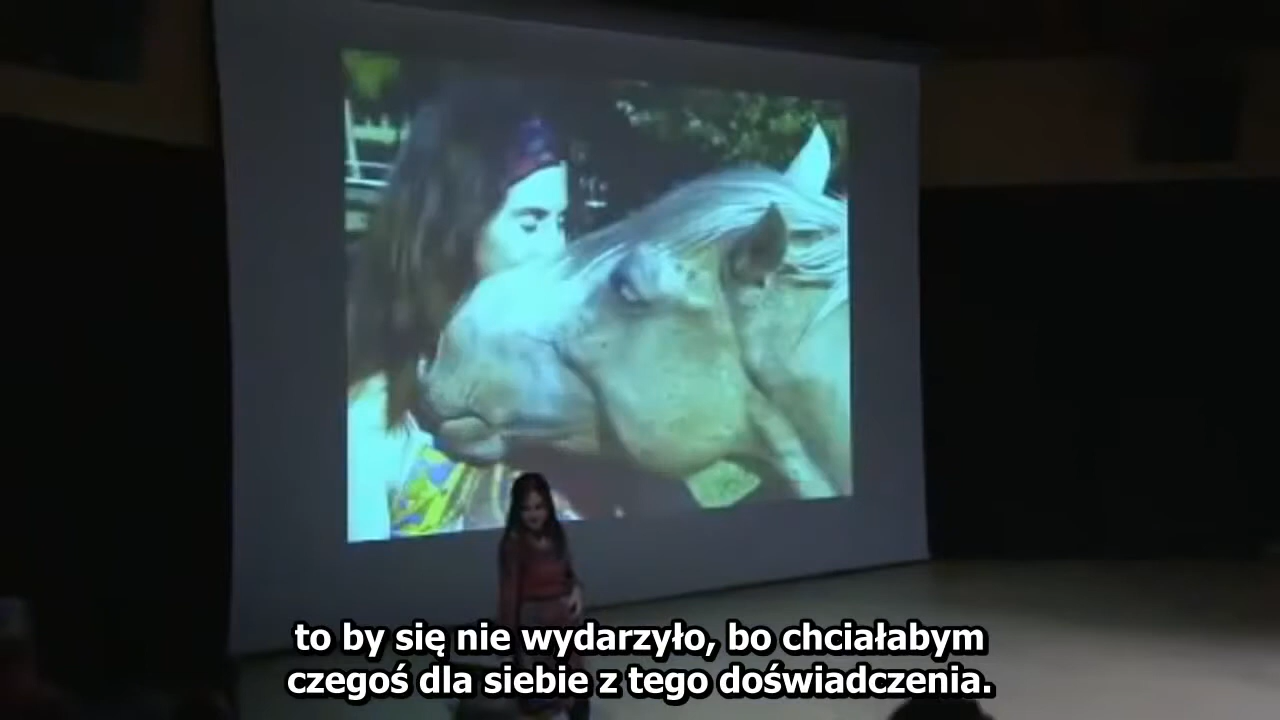 to by się nie wydarzyło, bo chciałabym
czegoś dla siebie z tego doświadczenia.